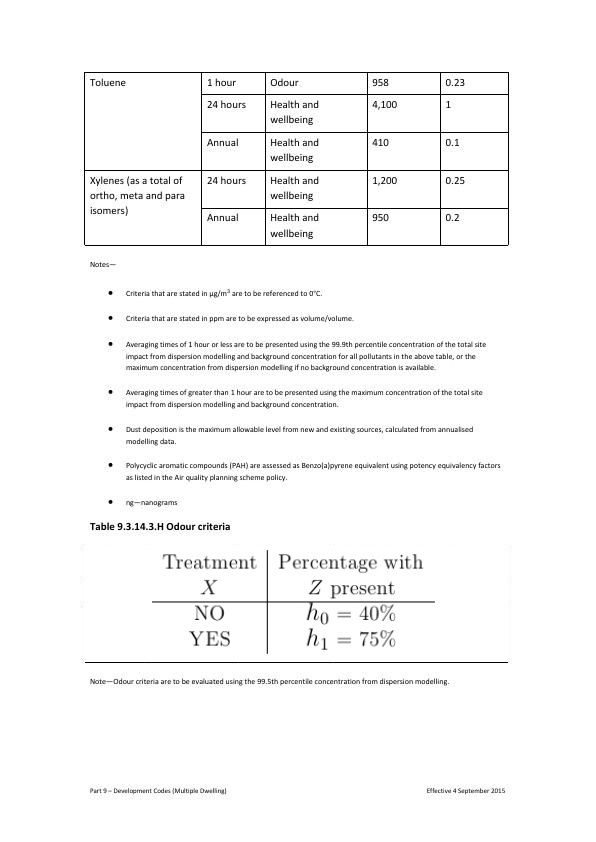 Toluene 1 hour Odour 958 0.23
24 hours Health and 4,100 1
wellbeing
Annual Health and 410 0.1
wellbeing
Xylenes (as a total of 24 hours Health and 1,200 0.25
ortho, meta and para wellbeing
isomers)
Annual Health and 950 0.2
wellbeing
Notes—
• Criteria that are stated in µg/m³ are to be referenced to 0°C.
• Criteria that are stated in ppm are to be expressed as volume/volume.
• Averaging times of 1 hour or less are to be presented using the 99.9th percentile concentration of the total site
impact from dispersion modelling and background concentration for all pollutants in the above table, or the
maximum concentration from dispersion modelling if no background concentration is available.
• Averaging times of greater than 1 hour are to be presented using the maximum concentration of the total site
impact from dispersion modelling and background concentration.
• Dust deposition is the maximum allowable level from new and existing sources, calculated from annualised
modelling data.
• Polycyclic aromatic compounds (PAH) are assessed as Benzo(a)pyrene equivalent using potency equivalency factors
as listed in the Air quality planning scheme policy.
• ng—nanograms
Table 9.3.14.3.H Odour criteria
Treatment Percentage with
X Z present
NO h₀ = 40%
YES h₁ = 75%
Note—Odour criteria are to be evaluated using the 99.5th percentile concentration from dispersion modelling.
Part 9 – Development Codes (Multiple Dwelling) Effective 4 September 2015